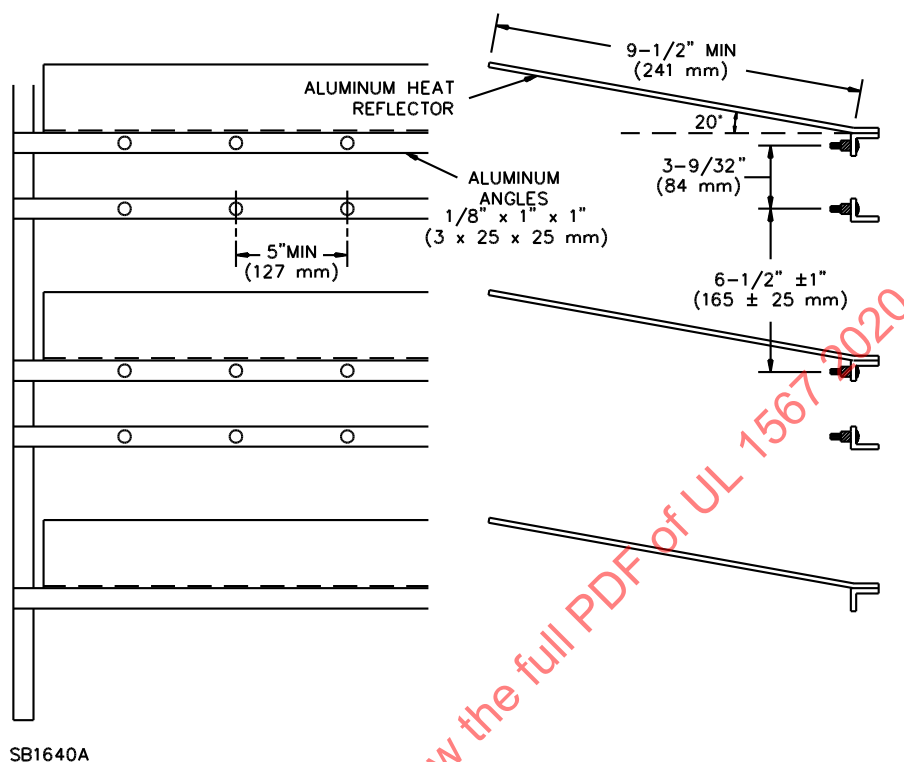 9-1/2" MIN
(241 mm)
ALUMINUM HEAT
REFLECTOR
20°
3-9/32"
(84 mm)
ALUMINUM
ANGLES
1/8" x 1" x 1"
(3 x 25 x 25 mm)
5"MIN
(127 mm)
6-1/2" ±1"
(165 ± 25 mm)
w the full PDF of UL 1567 2020
SB1640A